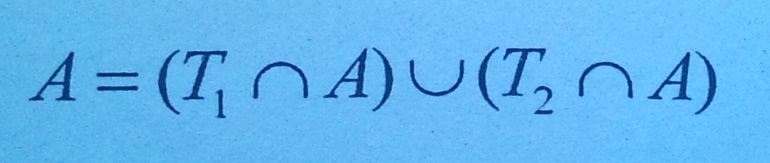 A = (T₁ ∩ A) ∪ (T₂ ∩ A)